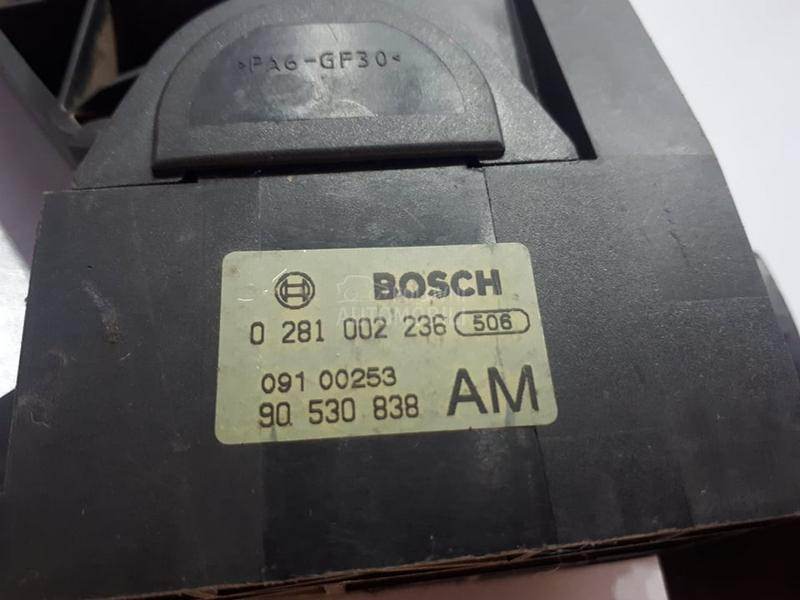 >PA6-GF30<
BOSCH
0 281 002 236 506
091 00253
90 530 838 AM